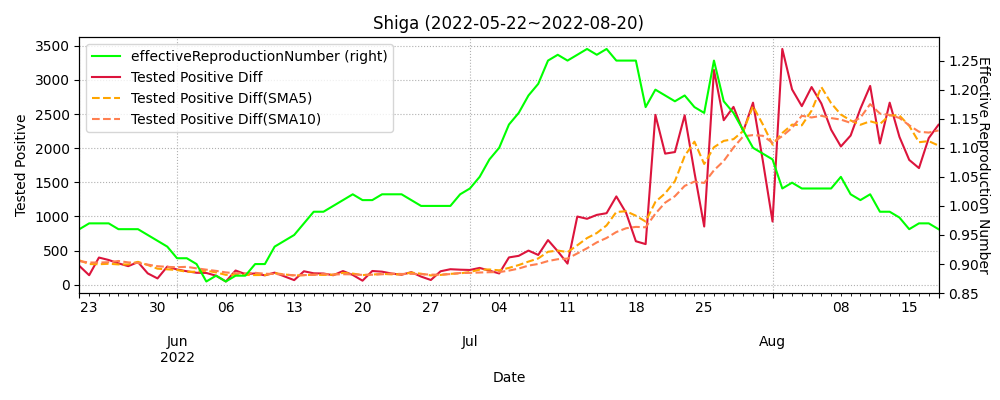 Shiga (2022-05-22~2022-08-20)
effectiveReproductionNumber (right)
Tested Positive Diff
Tested Positive Diff(SMA5)
Tested Positive Diff(SMA10)
Tested Positive
3500
3000
2500
2000
1500
1000
500
0
Effective Reproduction Number
1.25
1.20
1.15
1.10
1.05
1.00
0.95
0.90
0.85
23 30 06 13 20 27 04 11 18 25 08 15
Jun Jul Aug
2022
Date